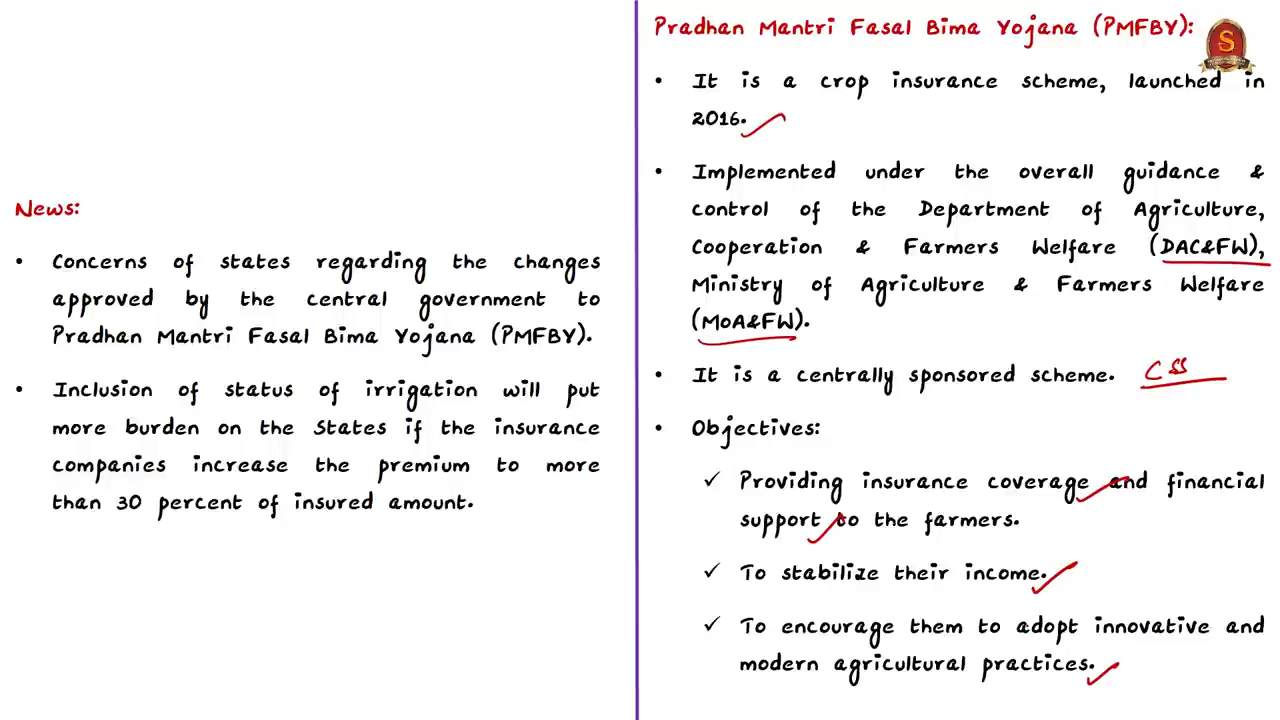 News:
• Concerns of states regarding the changes
approved by the central government to
Pradhan Mantri Fasal Bima Yojana (PMFBY).
• Inclusion of status of irrigation will put
more burden on the States if the insurance
companies increase the premium to more
than 30 percent of insured amount.
Pradhan Mantri Fasal Bima Yojana (PMFBY):
• It is a crop insurance scheme, launched in
2016.
• Implemented under the overall guidance &
control of the Department of Agriculture,
Cooperation & Farmers Welfare (DAC&FW),
Ministry of Agriculture & Farmers Welfare
(MoA&FW).
• It is a centrally sponsored scheme. CSS
• Objectives:
✓ Providing insurance coverage and financial
support to the farmers.
✓ To stabilize their income.
✓ To encourage them to adopt innovative and
modern agricultural practices.
S